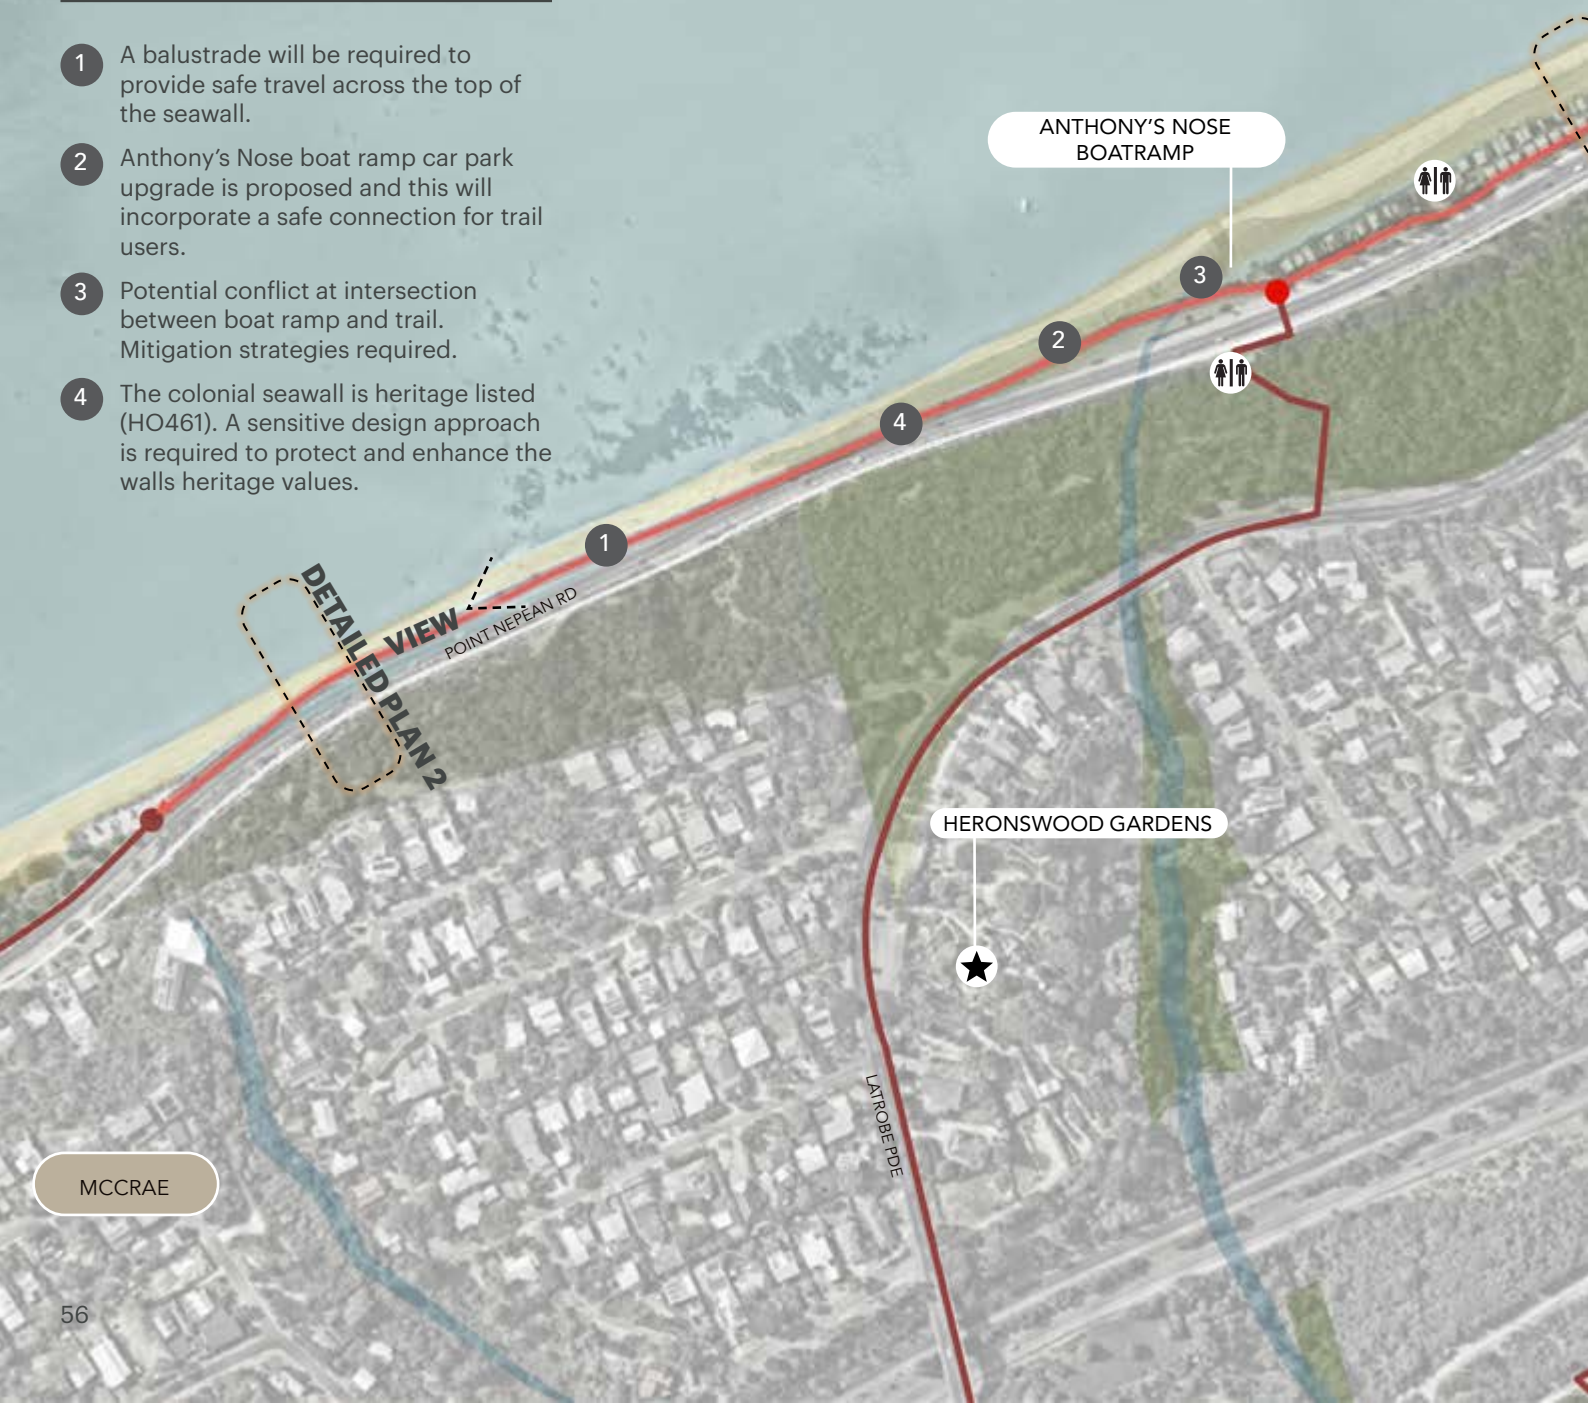 1
A balustrade will be required to
provide safe travel across the top of
the seawall.
2
Anthony’s Nose boat ramp car park
upgrade is proposed and this will
incorporate a safe connection for trail
users.
3
Potential conflict at intersection
between boat ramp and trail.
Mitigation strategies required.
4
The colonial seawall is heritage listed
(HO461). A sensitive design approach
is required to protect and enhance the
walls heritage values.
ANTHONY’S NOSE
BOATRAMP
3
2
4
1
VIEW
POINT NEPEAN RD
DETAILED PLAN 2
HERONSWOOD GARDENS
LATROBE PDE
MCCRAE
56